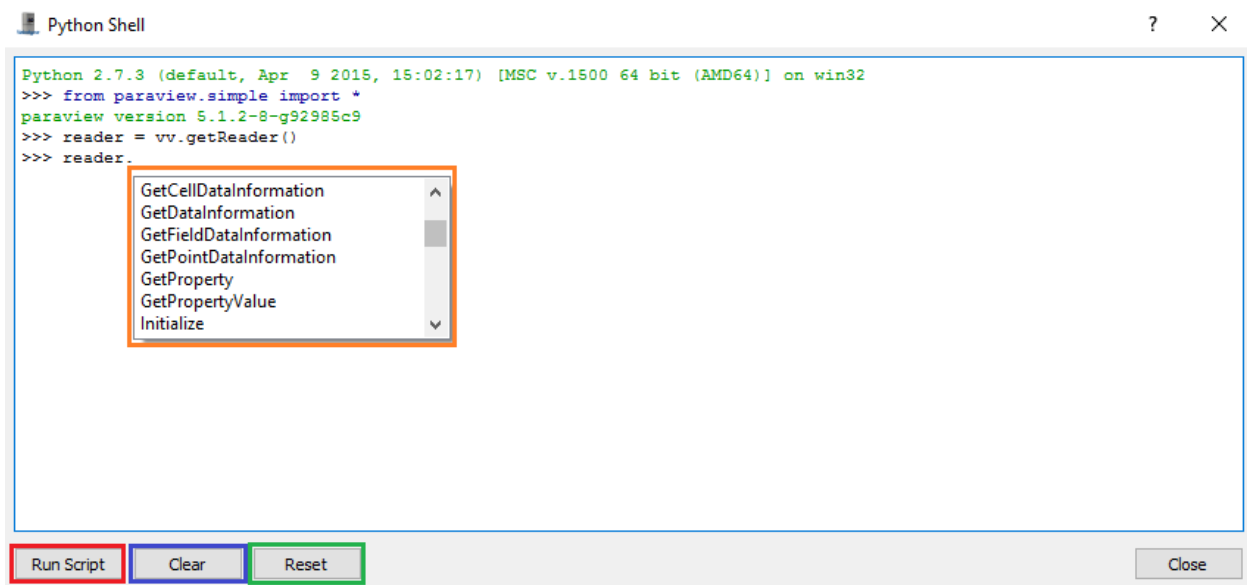 Python Shell
?
Python 2.7.3 (default, Apr  9 2015, 15:02:17) [MSC v.1500 64 bit (AMD64)] on win32
>>> from paraview.simple import *
paraview version 5.1.2-8-g92985c9
>>> reader = vv.getReader()
>>> reader.
GetCellDataInformation
GetDataInformation
GetFieldDataInformation
GetPointDataInformation
GetProperty
GetPropertyValue
Initialize
Run Script Clear Reset Close